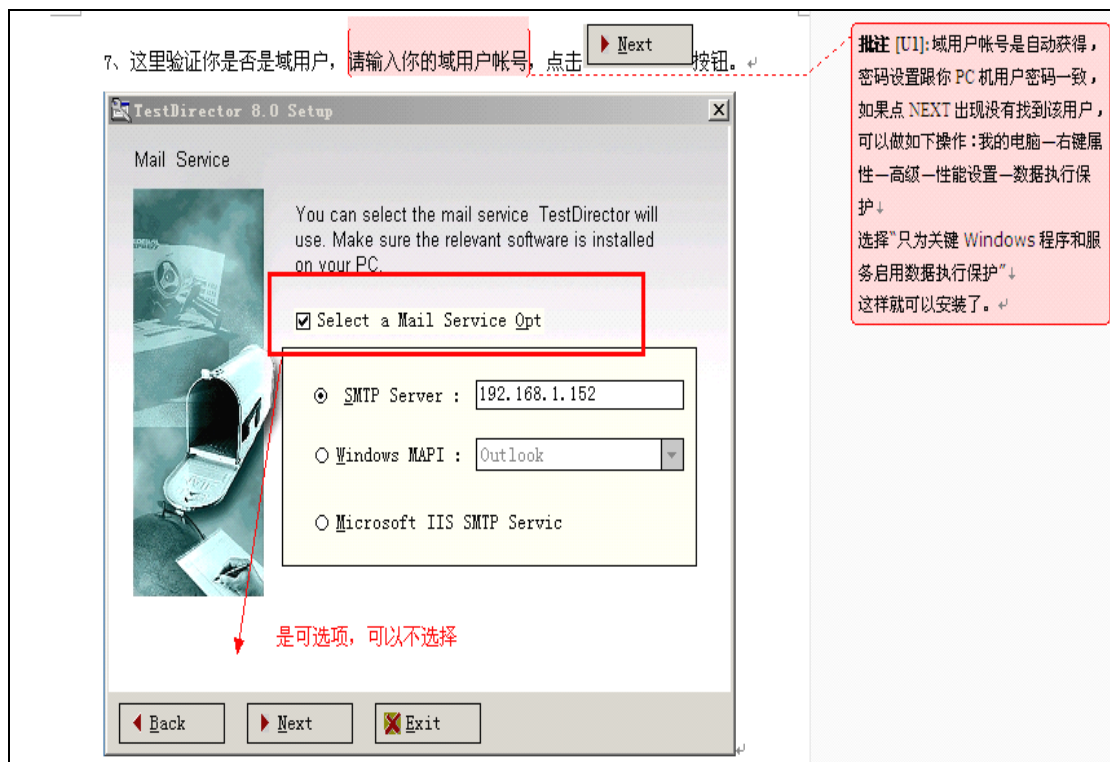 7、这里验证你是否是域用户，请输入你的域用户帐号，点击 Next 按钮。
TestDirector 8.0 Setup
Mail Service
You can select the mail service TestDirector will
use. Make sure the relevant software is installed
on your PC.
Select a Mail Service Opt
SMTP Server : 192.168.1.152
Windows MAPI : Outlook
Microsoft IIS SMTP Servic
是可选项，可以不选择
Back Next Exit
批注 [U1]:域用户帐号是自动获得，
密码设置跟你 PC 机用户密码一致，
如果点 NEXT 出现没有找到该用户，
可以做如下操作：我的电脑—右键属
性—高级—性能设置—数据执行保
护
选择“只为关键 Windows 程序和服
务启用数据执行保护”
这样就可以安装了。